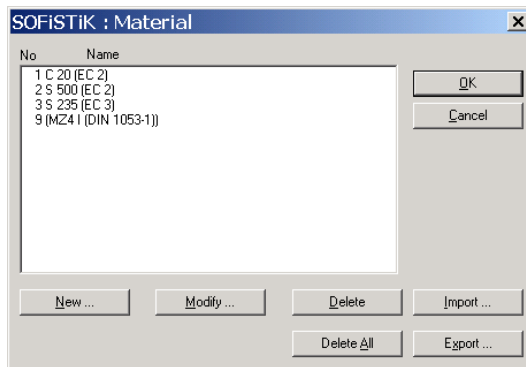 SOFiSTiK : Material
No Name
1 C 20 (EC 2)
2 S 500 (EC 2)
3 S 235 (EC 3)
9 (MZ4 I (DIN 1053-1))
OK
Cancel
New ... Modify ... Delete Import ...
Delete All Export ...